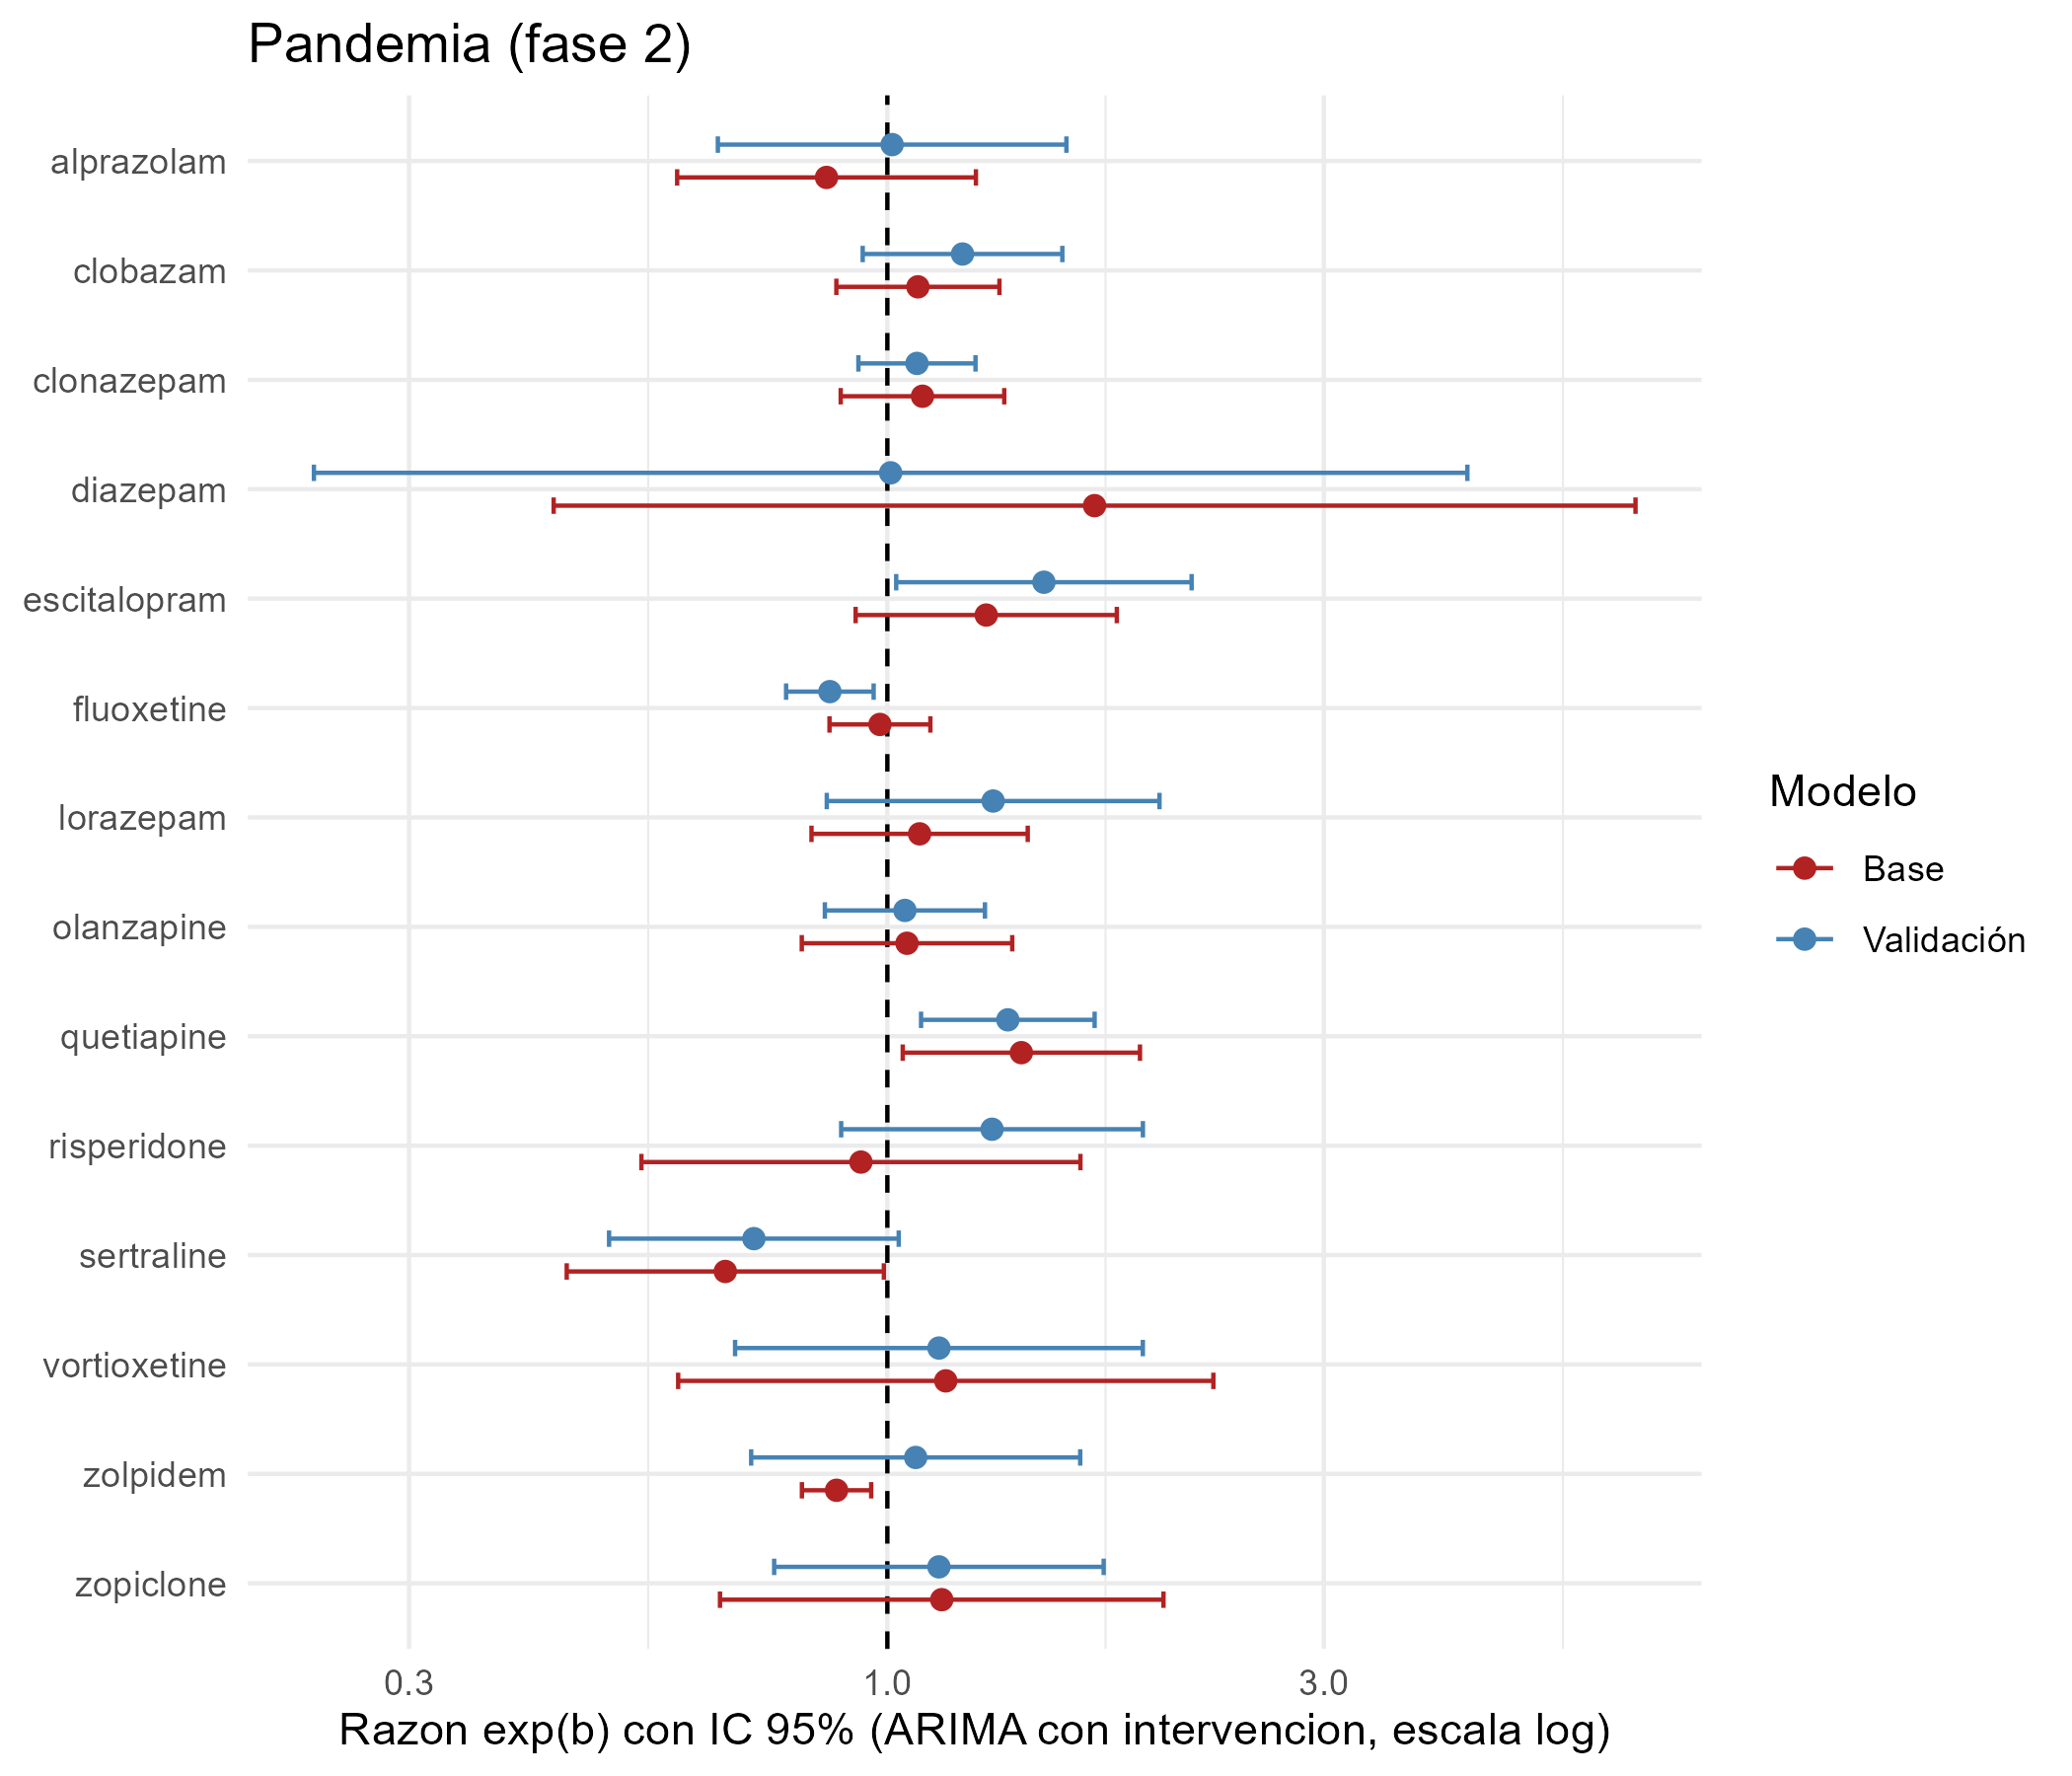 Pandemia (fase 2)
alprazolam
clobazam
clonazepam
diazepam
escitalopram
fluoxetine
lorazepam
olanzapine
quetiapine
risperidone
sertraline
vortioxetine
zolpidem
zopiclone
0.3 1.0 3.0
Razon exp(b) con IC 95% (ARIMA con intervencion, escala log)
Modelo
Base
Validación